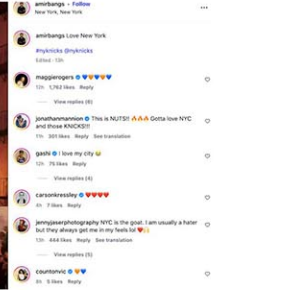 amirbangs • Follow
New York, New York
amirbangs Love New York
#nyknicks @nyknicks
Edited · 13h
maggierogers 💙🧡💙🧡💙
12h 1,762 likes Reply
View replies (6)
jonathanmannion This is NUTS!! 🔥🔥🔥 Gotta love NYC
and those KNICKS!!!
11h 301 likes Reply See translation
gashi I love my city 😭
12h 75 likes Reply
View replies (4)
carsonkressley ❤️❤️❤️❤️
4h 7 likes Reply
jennyjaserphotography NYC is the goat. I am usually a hater
but they always get me in my feels lol ❤️🙌
13h 444 likes Reply See translation
View replies (5)
countonvic 🧡💙
8h 5 likes Reply